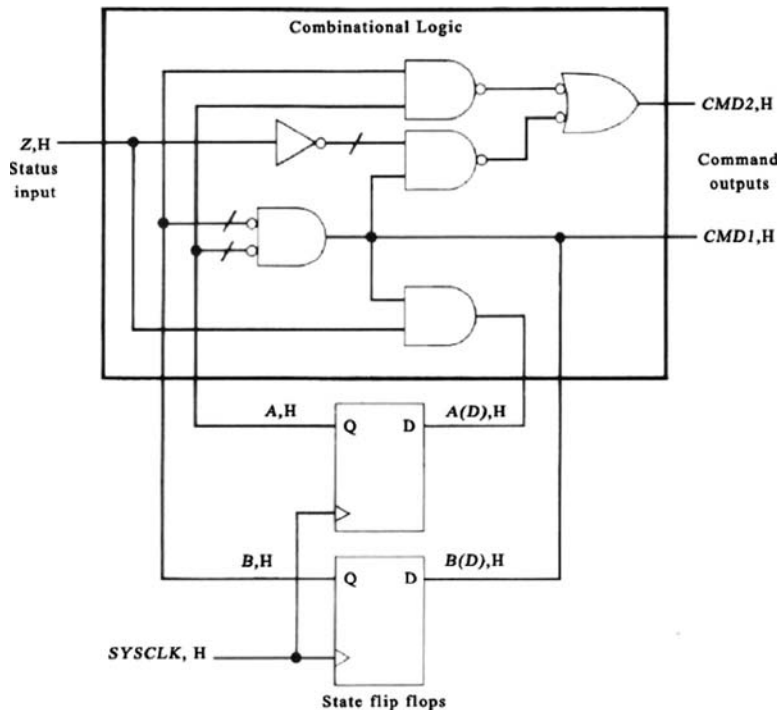 Combinational Logic
CMD2,H
Z,H
Status
input
Command
outputs
CMD1,H
A,H
Q
D
A(D),H
B,H
Q
D
B(D),H
SYSCLK, H
State flip flops